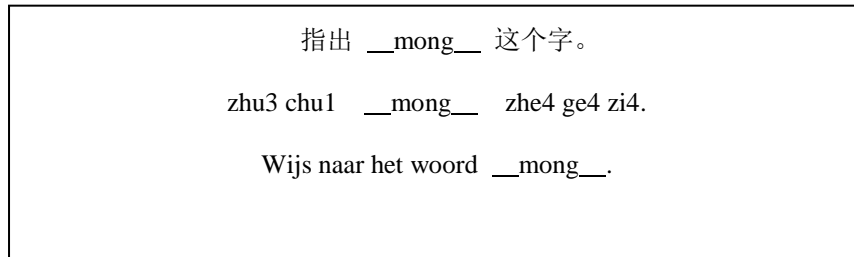 指出 __mong__ 这个字。
zhu3 chu1 __mong__ zhe4 ge4 zi4.
Wijs naar het woord __mong__.